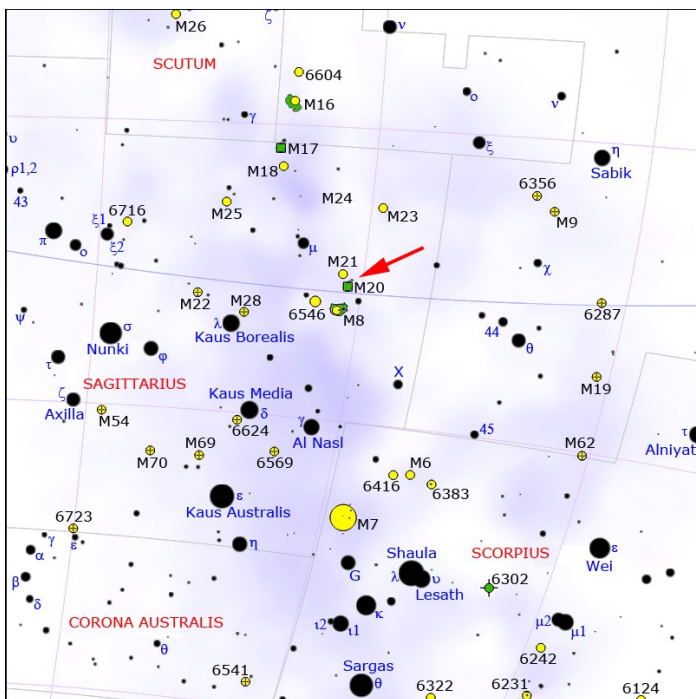 M26
ζ
ν
SCUTUM
6604
M16
ο
ν
γ
υ
M17
ξ
η
Sabik
ρ1,2
M18
43
M25
M24
M23
6356
M9
6716
ξ1
ξ2
π
ο
μ
M21
χ
M20
M22
M28
6546
M8
6287
ψ
σ
Nunki
λ
Kaus Borealis
44
θ
φ
τ
M19
SAGITTARIUS
Kaus Media
X
ζ
Axilla
M54
δ
6624
γ
Al Nasl
45
τ
Alniyat
M70
M69
6569
M62
6416
M6
6383
ε
Kaus Australis
M7
6723
γ
ε
α
η
Shaula
SCORPIUS
ε
Wei
G
λ
υ
Lesath
6302
β
δ
κ
CORONA AUSTRALIS
ι2
ι1
μ2
μ1
θ
6242
6541
Sargas
θ
6322
6231
6124